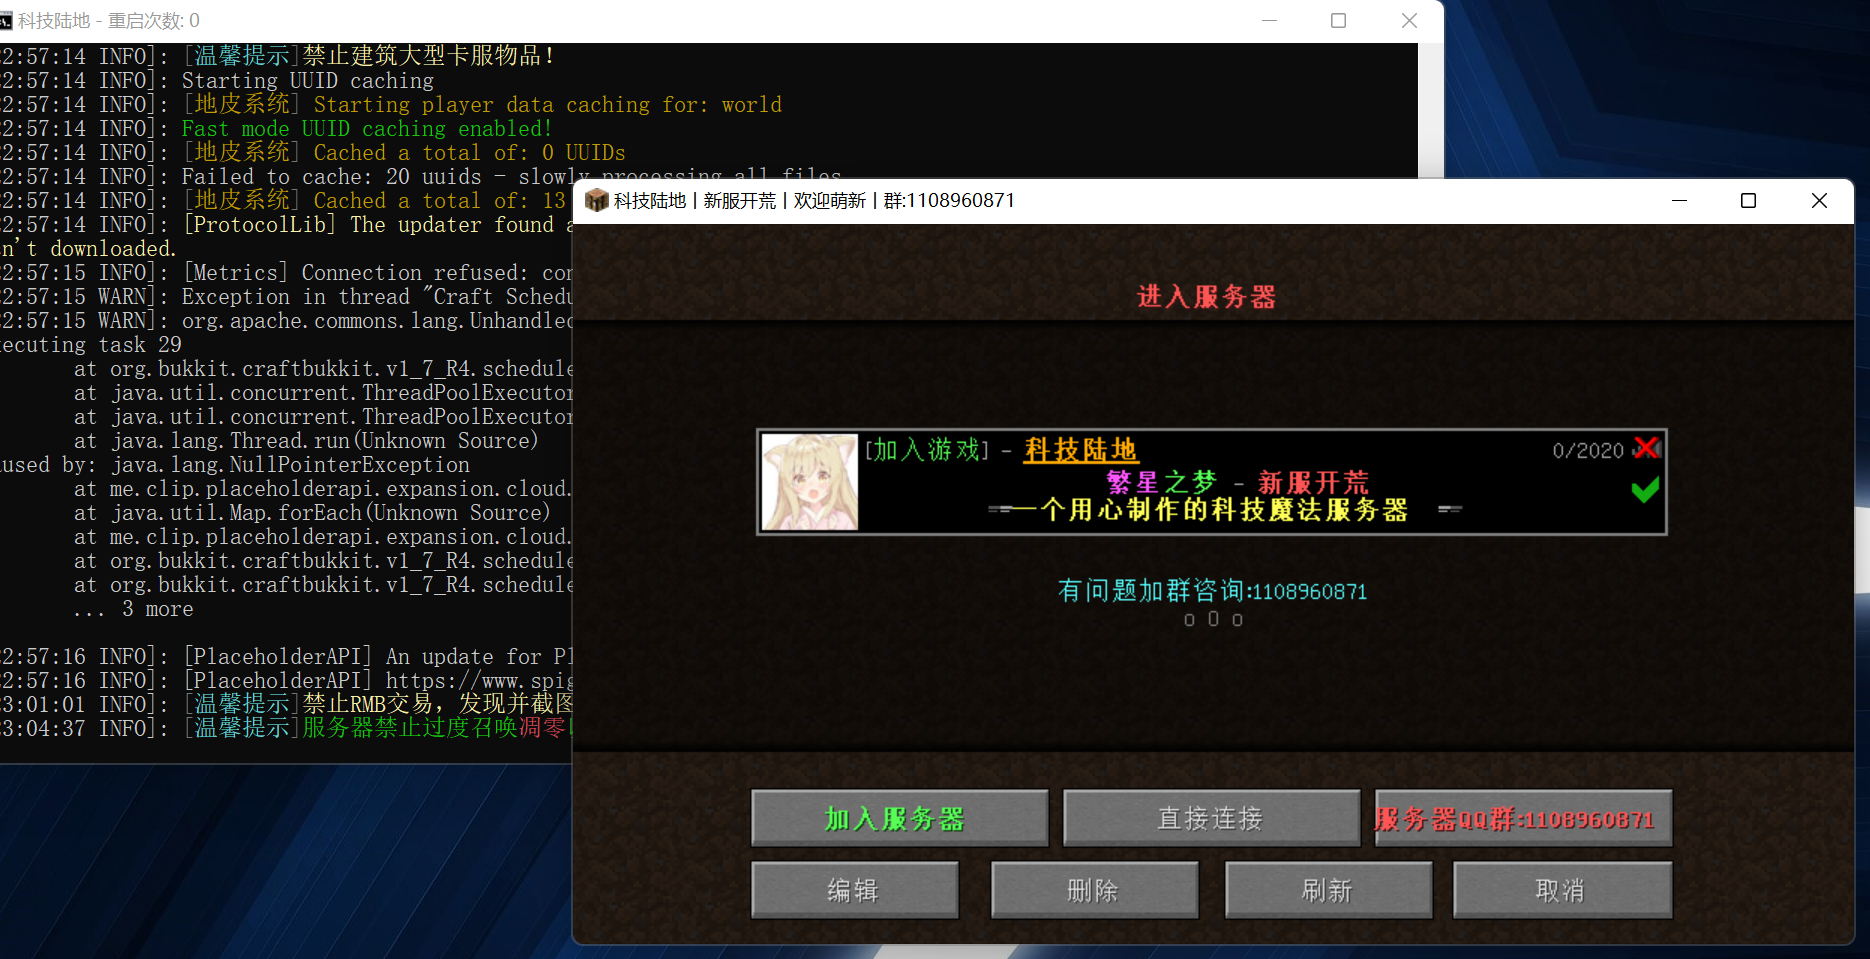 科技陆地 - 重启次数: 0
2:57:14 INFO]: [温馨提示]禁止建筑大型卡服物品!
2:57:14 INFO]: Starting UUID caching
2:57:14 INFO]: [地皮系统] Starting player data caching for: world
2:57:14 INFO]: Fast mode UUID caching enabled!
2:57:14 INFO]: [地皮系统] Cached a total of: 0 UUIDs
2:57:14 INFO]: Failed to cache: 20 uuids - slowly processing all files
2:57:14 INFO]: [地皮系统] Cached a total of: 13
2:57:14 INFO]: [ProtocolLib] The updater found a
n't downloaded.
2:57:15 INFO]: [Metrics] Connection refused: con
2:57:15 WARN]: Exception in thread "Craft Schedu
2:57:15 WARN]: org.apache.commons.lang.Unhandled
ecuting task 29
at org.bukkit.craftbukkit.v1_7_R4.schedule
at java.util.concurrent.ThreadPoolExecutor
at java.util.concurrent.ThreadPoolExecutor
at java.lang.Thread.run(Unknown Source)
used by: java.lang.NullPointerException
at me.clip.placeholderapi.expansion.cloud.
at java.util.Map.forEach(Unknown Source)
at me.clip.placeholderapi.expansion.cloud.
at org.bukkit.craftbukkit.v1_7_R4.schedule
at org.bukkit.craftbukkit.v1_7_R4.schedule
... 3 more
2:57:16 INFO]: [PlaceholderAPI] An update for Pl
2:57:16 INFO]: [PlaceholderAPI] https://www.spig
3:01:01 INFO]: [温馨提示]禁止RMB交易，发现并截图
3:04:37 INFO]: [温馨提示]服务器禁止过度召唤凋零
科技陆地 | 新服开荒 | 欢迎萌新 | 群:1108960871
进入服务器
[加入游戏] - 科技陆地
0/2020
繁星之梦 - 新服开荒
==一个用心制作的科技魔法服务器 ==
有问题加群咨询:1108960871
o O o
加入服务器
直接连接
服务器QQ群:1108960871
编辑
删除
刷新
取消